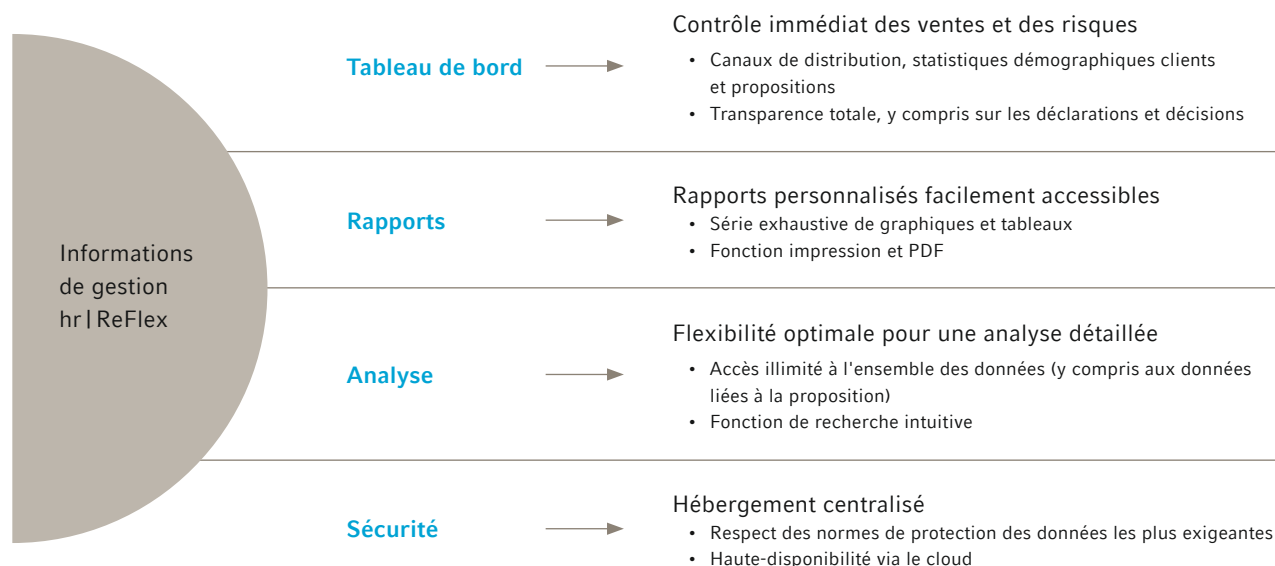 Informations
de gestion
hr|ReFlex
Tableau de bord
Contrôle immédiat des ventes et des risques
• Canaux de distribution, statistiques démographiques clients
et propositions
• Transparence totale, y compris sur les déclarations et décisions
Rapports
Rapports personnalisés facilement accessibles
• Série exhaustive de graphiques et tableaux
• Fonction impression et PDF
Analyse
Flexibilité optimale pour une analyse détaillée
• Accès illimité à l'ensemble des données (y compris aux données
liées à la proposition)
• Fonction de recherche intuitive
Sécurité
Hébergement centralisé
• Respect des normes de protection des données les plus exigeantes
• Haute-disponibilité via le cloud